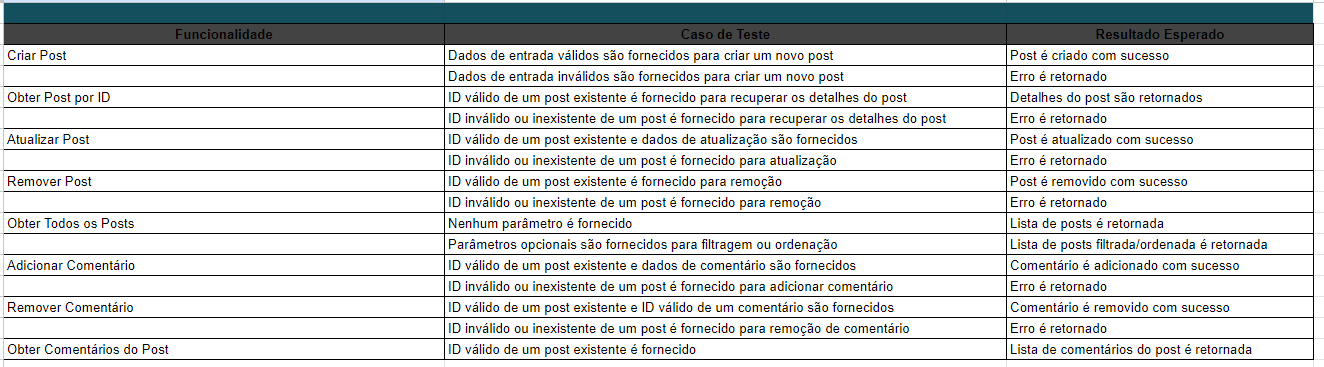 Funcionalidade Caso de Teste Resultado Esperado
Criar Post Dados de entrada válidos são fornecidos para criar um novo post Post é criado com sucesso
Dados de entrada inválidos são fornecidos para criar um novo post Erro é retornado
Obter Post por ID ID válido de um post existente é fornecido para recuperar os detalhes do post Detalhes do post são retornados
ID inválido ou inexistente de um post é fornecido para recuperar os detalhes do post Erro é retornado
Atualizar Post ID válido de um post existente e dados de atualização são fornecidos Post é atualizado com sucesso
ID inválido ou inexistente de um post é fornecido para atualização Erro é retornado
Remover Post ID válido de um post existente é fornecido para remoção Post é removido com sucesso
ID inválido ou inexistente de um post é fornecido para remoção Erro é retornado
Obter Todos os Posts Nenhum parâmetro é fornecido Lista de posts é retornada
Parâmetros opcionais são fornecidos para filtragem ou ordenação Lista de posts filtrada/ordenada é retornada
Adicionar Comentário ID válido de um post existente e dados de comentário são fornecidos Comentário é adicionado com sucesso
ID inválido ou inexistente de um post é fornecido para adicionar comentário Erro é retornado
Remover Comentário ID válido de um post existente e ID válido de um comentário são fornecidos Comentário é removido com sucesso
ID inválido ou inexistente de um post é fornecido para remoção de comentário Erro é retornado
Obter Comentários do Post ID válido de um post existente é fornecido Lista de comentários do post é retornada